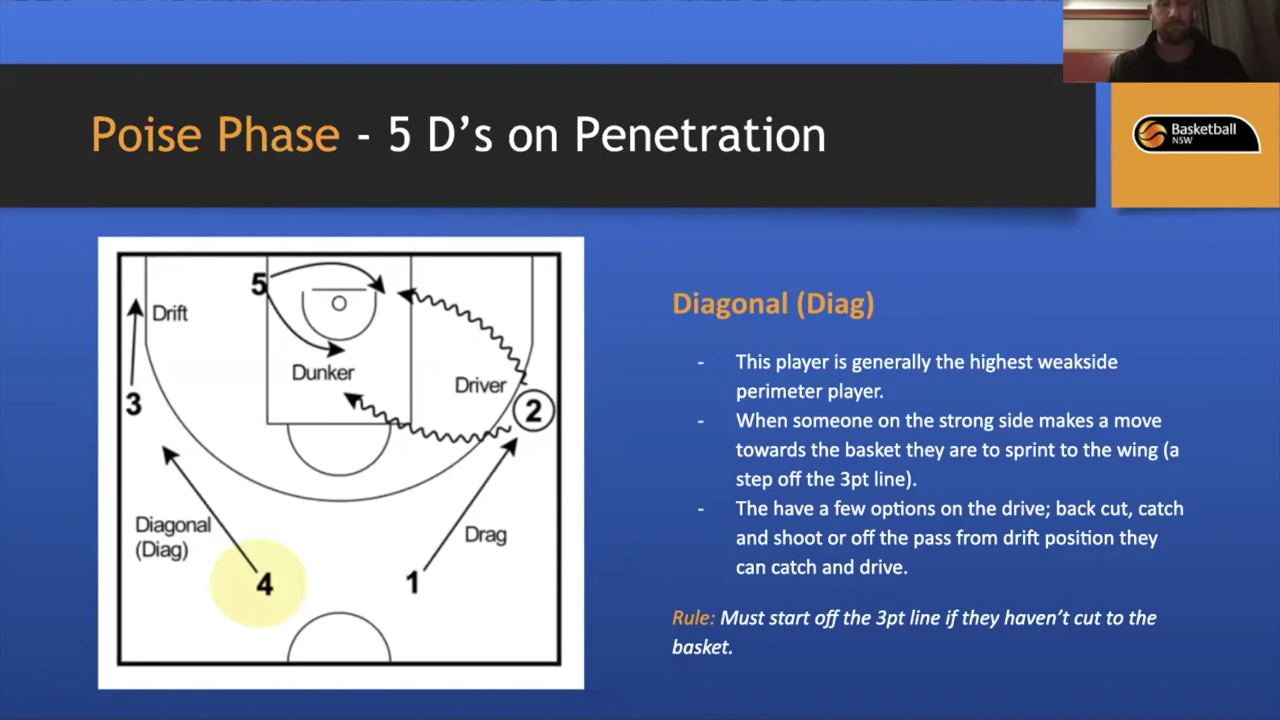 Poise Phase - 5 D's on Penetration
Basketball
NSW
5
Drift
Dunker
Driver
3
2
Diagonal
(Diag)
Drag
4
1
Diagonal (Diag)
- This player is generally the highest weakside
perimeter player.
- When someone on the strong side makes a move
towards the basket they are to sprint to the wing (a
step off the 3pt line).
- The have a few options on the drive; back cut, catch
and shoot or off the pass from drift position they
can catch and drive.
Rule: Must start off the 3pt line if they haven't cut to the
basket.